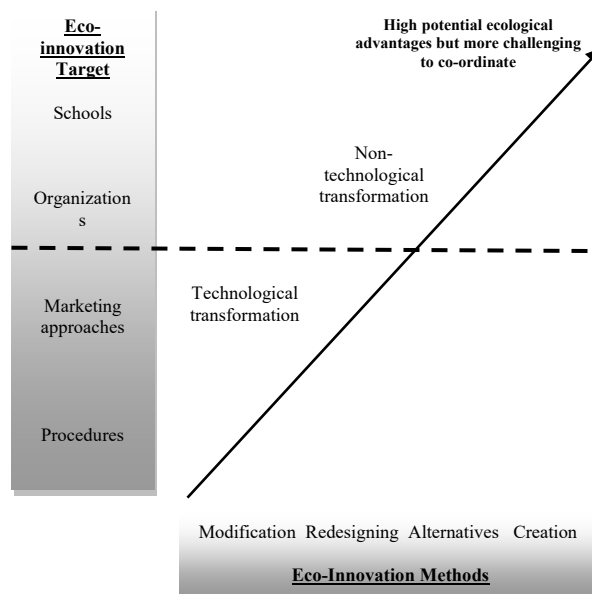 Eco-
innovation
Target
Schools
Organization
s
Marketing
approaches
Procedures
High potential ecological
advantages but more challenging
to co-ordinate
Non-
technological
transformation
Technological
transformation
Modification Redesigning Alternatives Creation
Eco-Innovation Methods